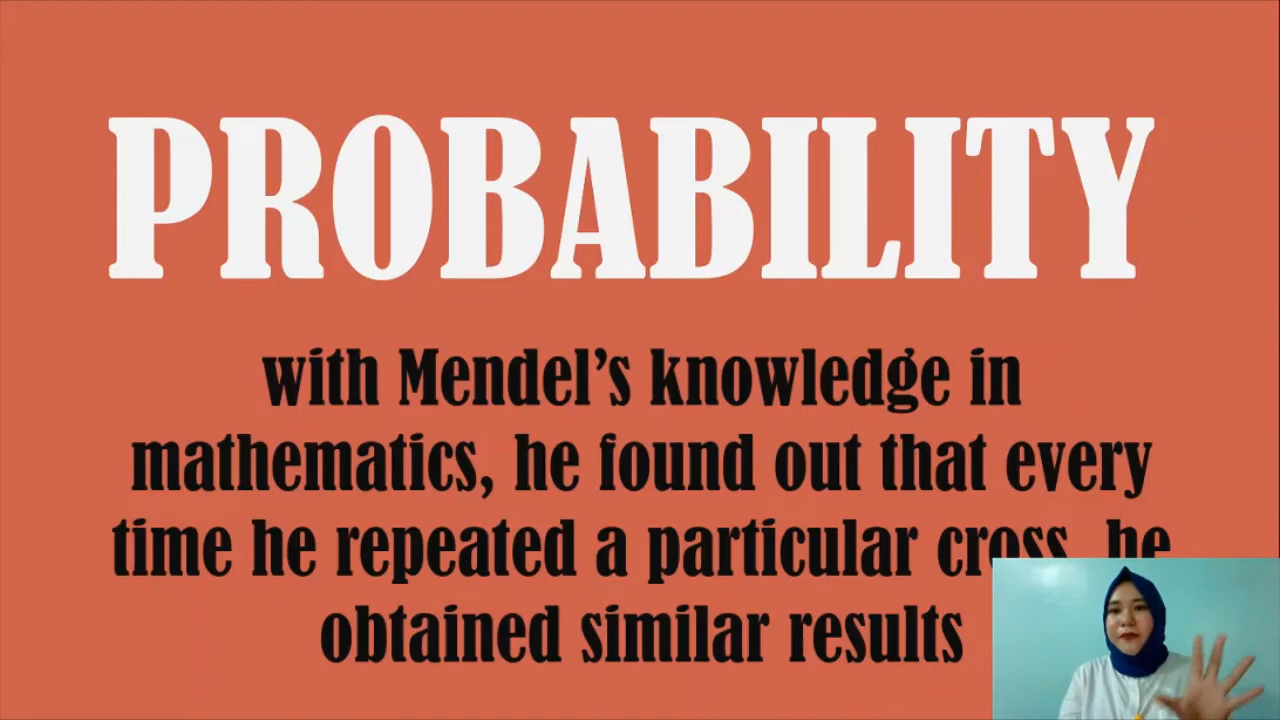 PROBABILITY
with Mendel's knowledge in
mathematics, he found out that every
time he repeated a particular cross, he
obtained similar results